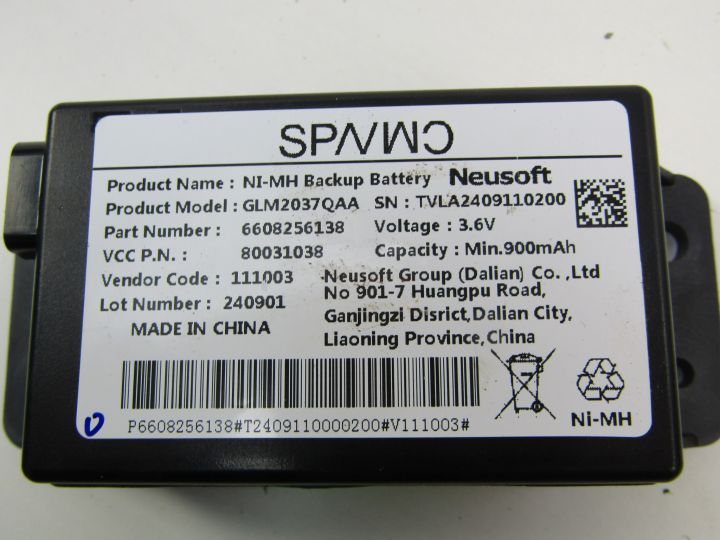 SPΛ/MƆ
Product Name : NI-MH Backup Battery Neusoft
Product Model : GLM2037QAA SN : TVLA2409110200
Part Number : 6608256138 Voltage : 3.6V
VCC P.N. : 80031038 Capacity : Min.900mAh
Vendor Code : 111003 Neusoft Group (Dalian) Co. ,Ltd
Lot Number : 240901 No 901-7 Huangpu Road,
MADE IN CHINA Ganjingzi Disrict,Dalian City,
Liaoning Province,China
P6608256138#T2409110000200#V111003#
Ni-MH